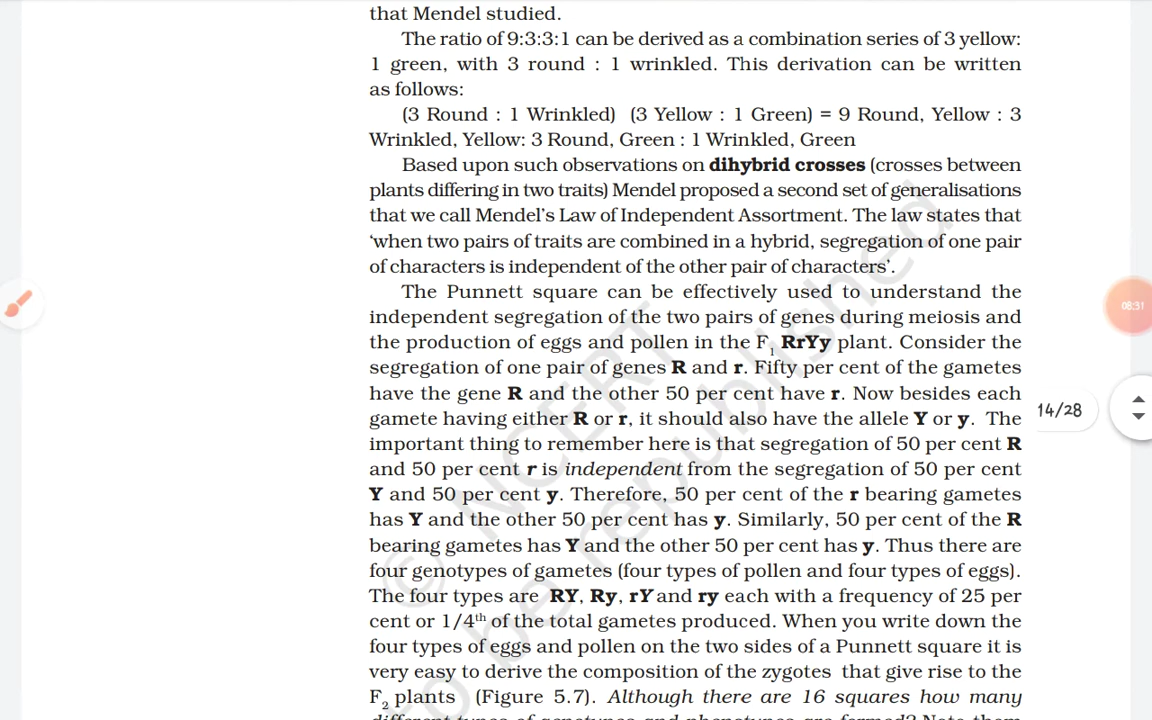 that Mendel studied.
The ratio of 9:3:3:1 can be derived as a combination series of 3 yellow:
1 green, with 3 round : 1 wrinkled. This derivation can be written
as follows:
(3 Round : 1 Wrinkled) (3 Yellow : 1 Green) = 9 Round, Yellow : 3
Wrinkled, Yellow: 3 Round, Green : 1 Wrinkled, Green
Based upon such observations on dihybrid crosses (crosses between
plants differing in two traits) Mendel proposed a second set of generalisations
that we call Mendel's Law of Independent Assortment. The law states that
‘when two pairs of traits are combined in a hybrid, segregation of one pair
of characters is independent of the other pair of characters’.
The Punnett square can be effectively used to understand the
independent segregation of the two pairs of genes during meiosis and
the production of eggs and pollen in the F1 RrYy plant. Consider the
segregation of one pair of genes R and r. Fifty per cent of the gametes
have the gene R and the other 50 per cent have r. Now besides each
gamete having either R or r, it should also have the allele Y or y. The
important thing to remember here is that segregation of 50 per cent R
and 50 per cent r is independent from the segregation of 50 per cent
Y and 50 per cent y. Therefore, 50 per cent of the r bearing gametes
has Y and the other 50 per cent has y. Similarly, 50 per cent of the R
bearing gametes has Y and the other 50 per cent has y. Thus there are
four genotypes of gametes (four types of pollen and four types of eggs).
The four types are RY, Ry, rY and ry each with a frequency of 25 per
cent or 1/4th of the total gametes produced. When you write down the
four types of eggs and pollen on the two sides of a Punnett square it is
very easy to derive the composition of the zygotes that give rise to the
F2 plants (Figure 5.7). Although there are 16 squares how many
different types of genotypes and phenotypes are formed? Note them
08:31
14/28
© NCERT
to be republished